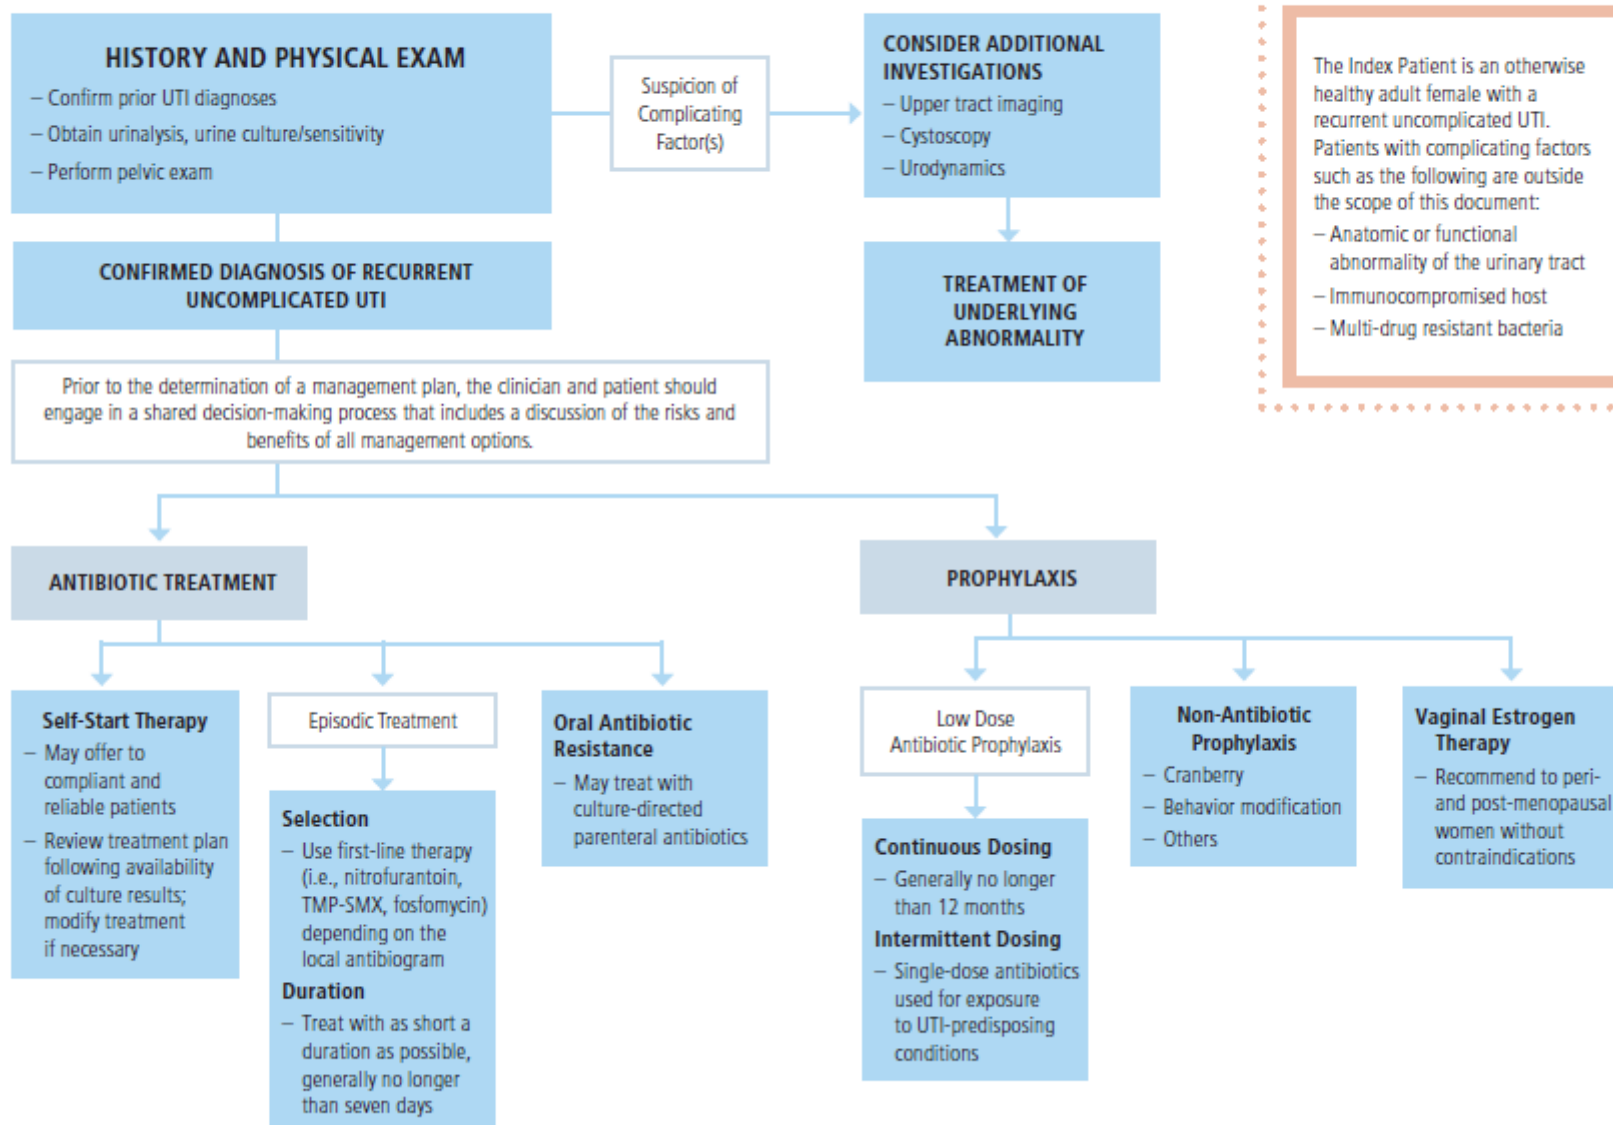 HISTORY AND PHYSICAL EXAM
– Confirm prior UTI diagnoses
– Obtain urinalysis, urine culture/sensitivity
– Perform pelvic exam
Suspicion of
Complicating
Factor(s)
CONSIDER ADDITIONAL
INVESTIGATIONS
– Upper tract imaging
– Cystoscopy
– Urodynamics
The Index Patient is an otherwise
healthy adult female with a
recurrent uncomplicated UTI.
Patients with complicating factors
such as the following are outside
the scope of this document:
– Anatomic or functional
abnormality of the urinary tract
– Immunocompromised host
– Multi-drug resistant bacteria
CONFIRMED DIAGNOSIS OF RECURRENT
UNCOMPLICATED UTI
TREATMENT OF
UNDERLYING
ABNORMALITY
Prior to the determination of a management plan, the clinician and patient should
engage in a shared decision-making process that includes a discussion of the risks and
benefits of all management options.
ANTIBIOTIC TREATMENT
PROPHYLAXIS
Self-Start Therapy
– May offer to
compliant and
reliable patients
– Review treatment plan
following availability
of culture results;
modify treatment
if necessary
Episodic Treatment
Selection
– Use first-line therapy
(i.e., nitrofurantoin,
TMP-SMX, fosfomycin)
depending on the
local antibiogram
Duration
– Treat with as short a
duration as possible,
generally no longer
than seven days
Oral Antibiotic
Resistance
– May treat with
culture-directed
parenteral antibiotics
Low Dose
Antibiotic Prophylaxis
Continuous Dosing
– Generally no longer
than 12 months
Intermittent Dosing
– Single-dose antibiotics
used for exposure
to UTI-predisposing
conditions
Non-Antibiotic
Prophylaxis
– Cranberry
– Behavior modification
– Others
Vaginal Estrogen
Therapy
– Recommend to peri-
and post-menopausal
women without
contraindications